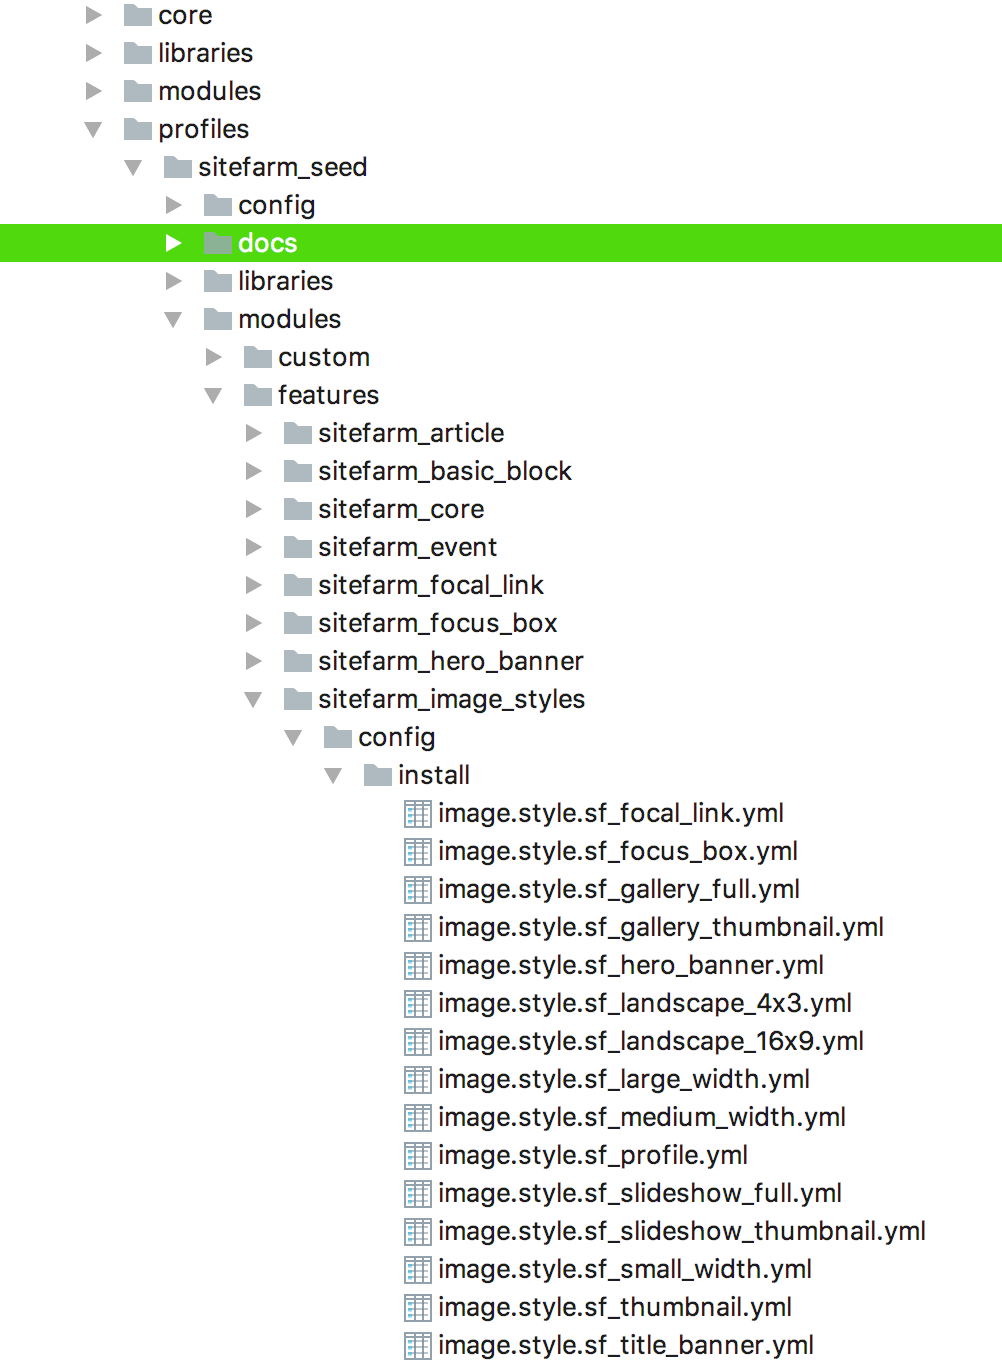 core
libraries
modules
profiles
sitefarm_seed
config
docs
libraries
modules
custom
features
sitefarm_article
sitefarm_basic_block
sitefarm_core
sitefarm_event
sitefarm_focal_link
sitefarm_focus_box
sitefarm_hero_banner
sitefarm_image_styles
config
install
image.style.sf_focal_link.yml
image.style.sf_focus_box.yml
image.style.sf_gallery_full.yml
image.style.sf_gallery_thumbnail.yml
image.style.sf_hero_banner.yml
image.style.sf_landscape_4x3.yml
image.style.sf_landscape_16x9.yml
image.style.sf_large_width.yml
image.style.sf_medium_width.yml
image.style.sf_profile.yml
image.style.sf_slideshow_full.yml
image.style.sf_slideshow_thumbnail.yml
image.style.sf_small_width.yml
image.style.sf_thumbnail.yml
image.style.sf_title_banner.yml